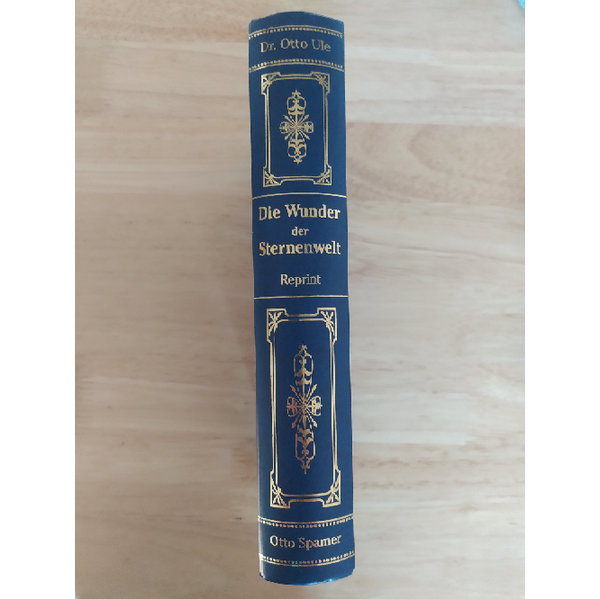 Dr. Otto Ule
Die Wunder
der
Sternenwelt
Reprint
Otto Spamer